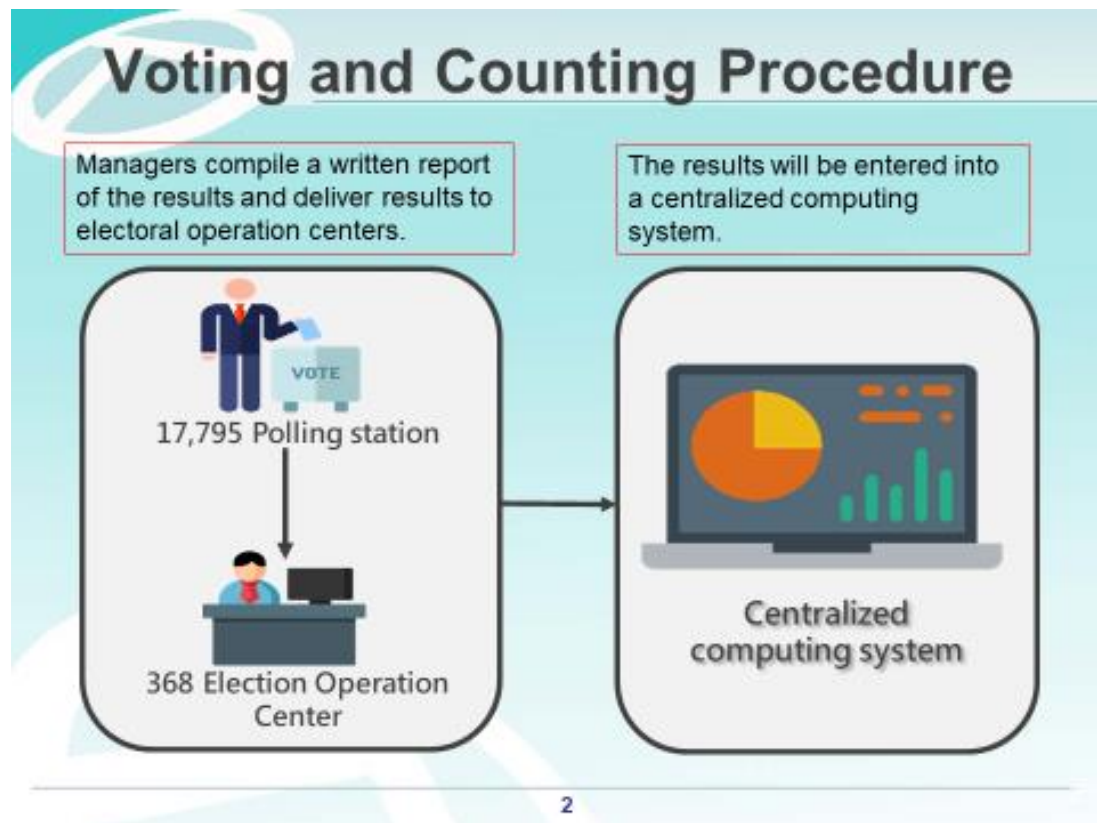 Voting and Counting Procedure
Managers compile a written report
of the results and deliver results to
electoral operation centers.
The results will be entered into
a centralized computing
system.
VOTE
17,795 Polling station
368 Election Operation
Center
Centralized
computing system
2